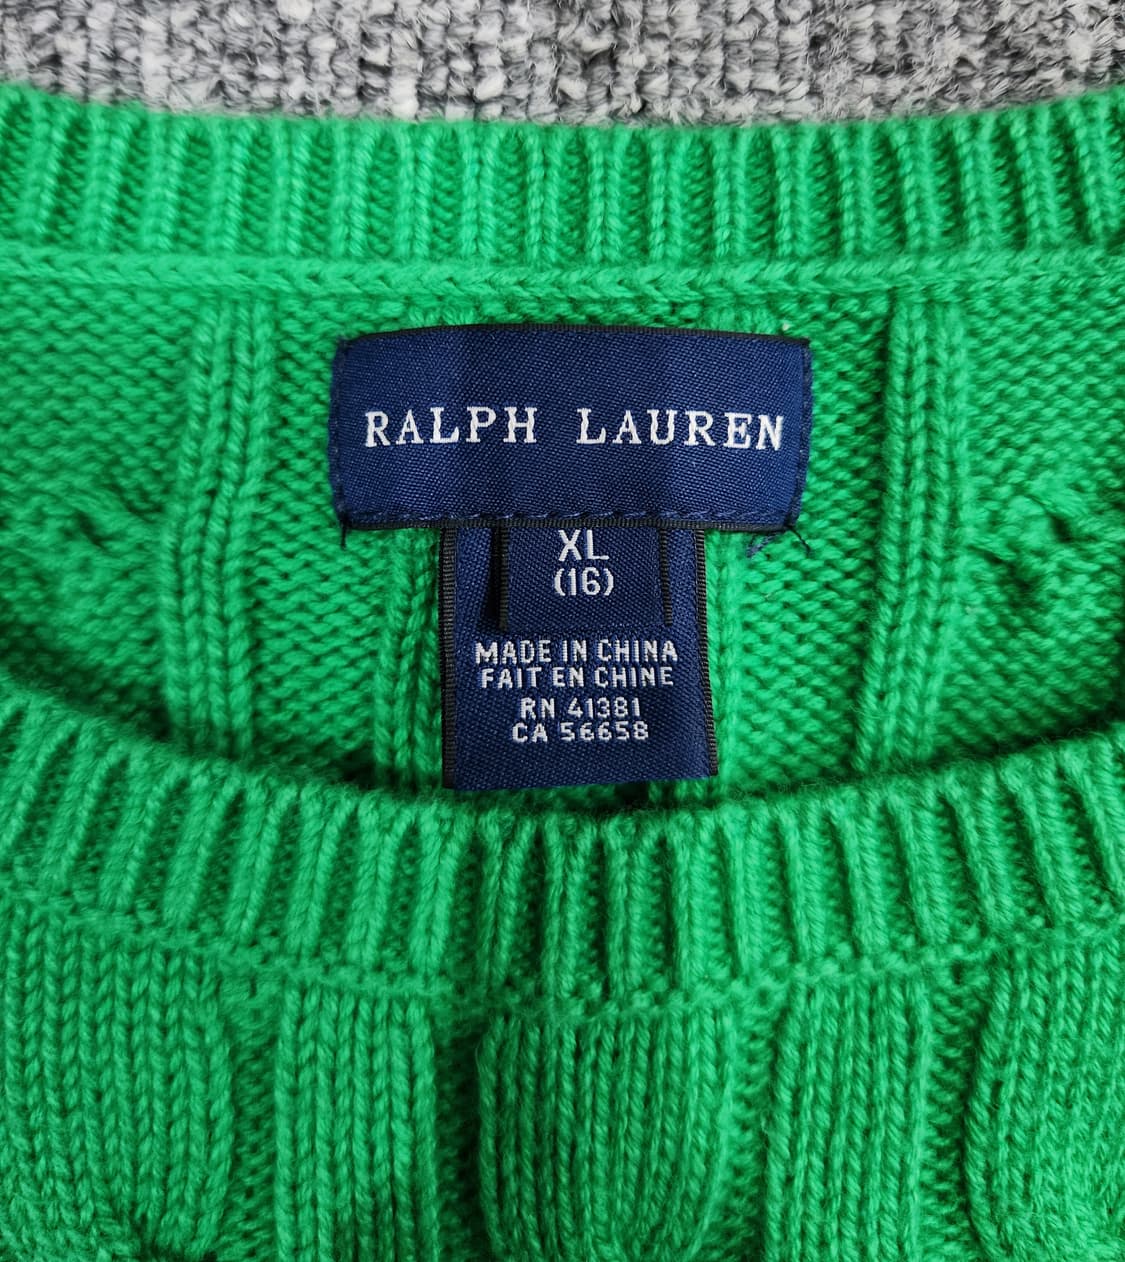 RALPH LAUREN
XL
(16)
MADE IN CHINA
FAIT EN CHINE
RN 41381
CA 56658